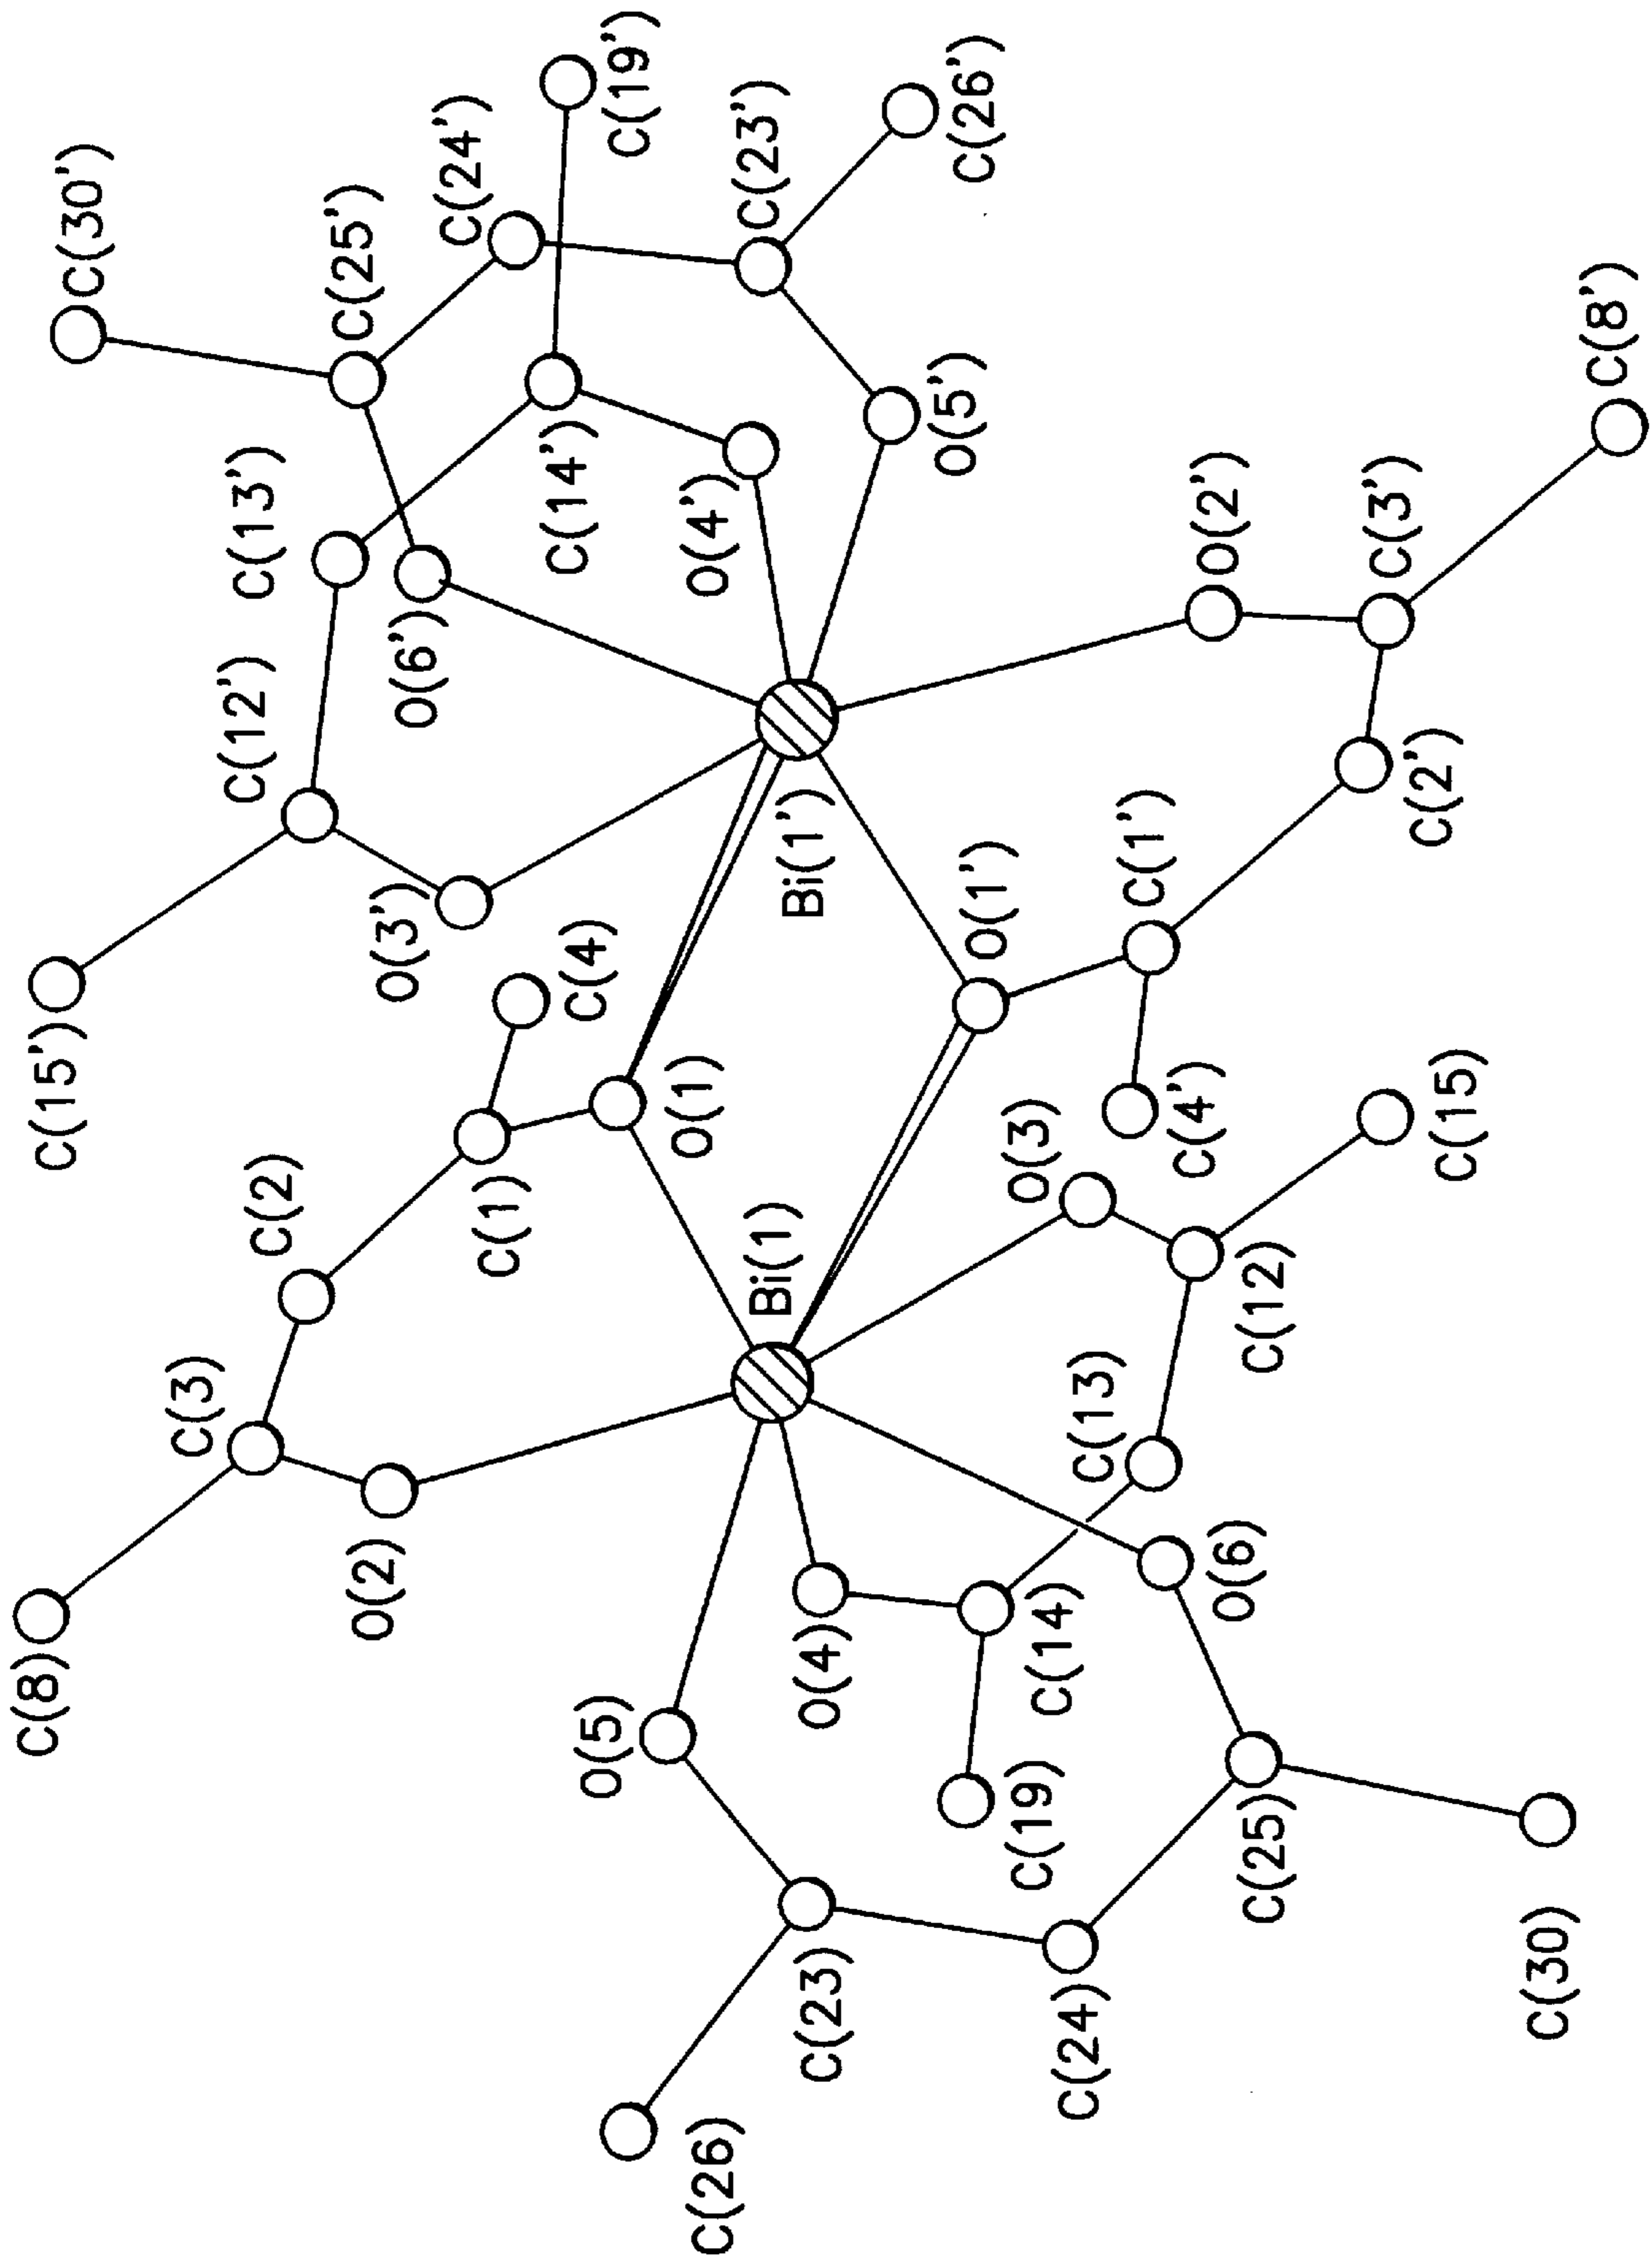 C(8)
C(3)
C(2)
C(15')
C(12')
C(13')
C(30')
C(25')
C(24')
C(19')
O(2)
C(1)
C(4)
O(3')
O(6')
C(14')
O(4')
C(23')
C(26')
O(5)
O(1)
Bi(1)
Bi(1')
O(5')
C(26)
C(23)
O(4)
C(19)
C(14)
O(3)
O(1')
C(1')
O(2')
C(24)
C(25)
O(6)
C(13)
C(12)
C(4')
C(15)
C(2')
C(3')
C(8')
C(30)